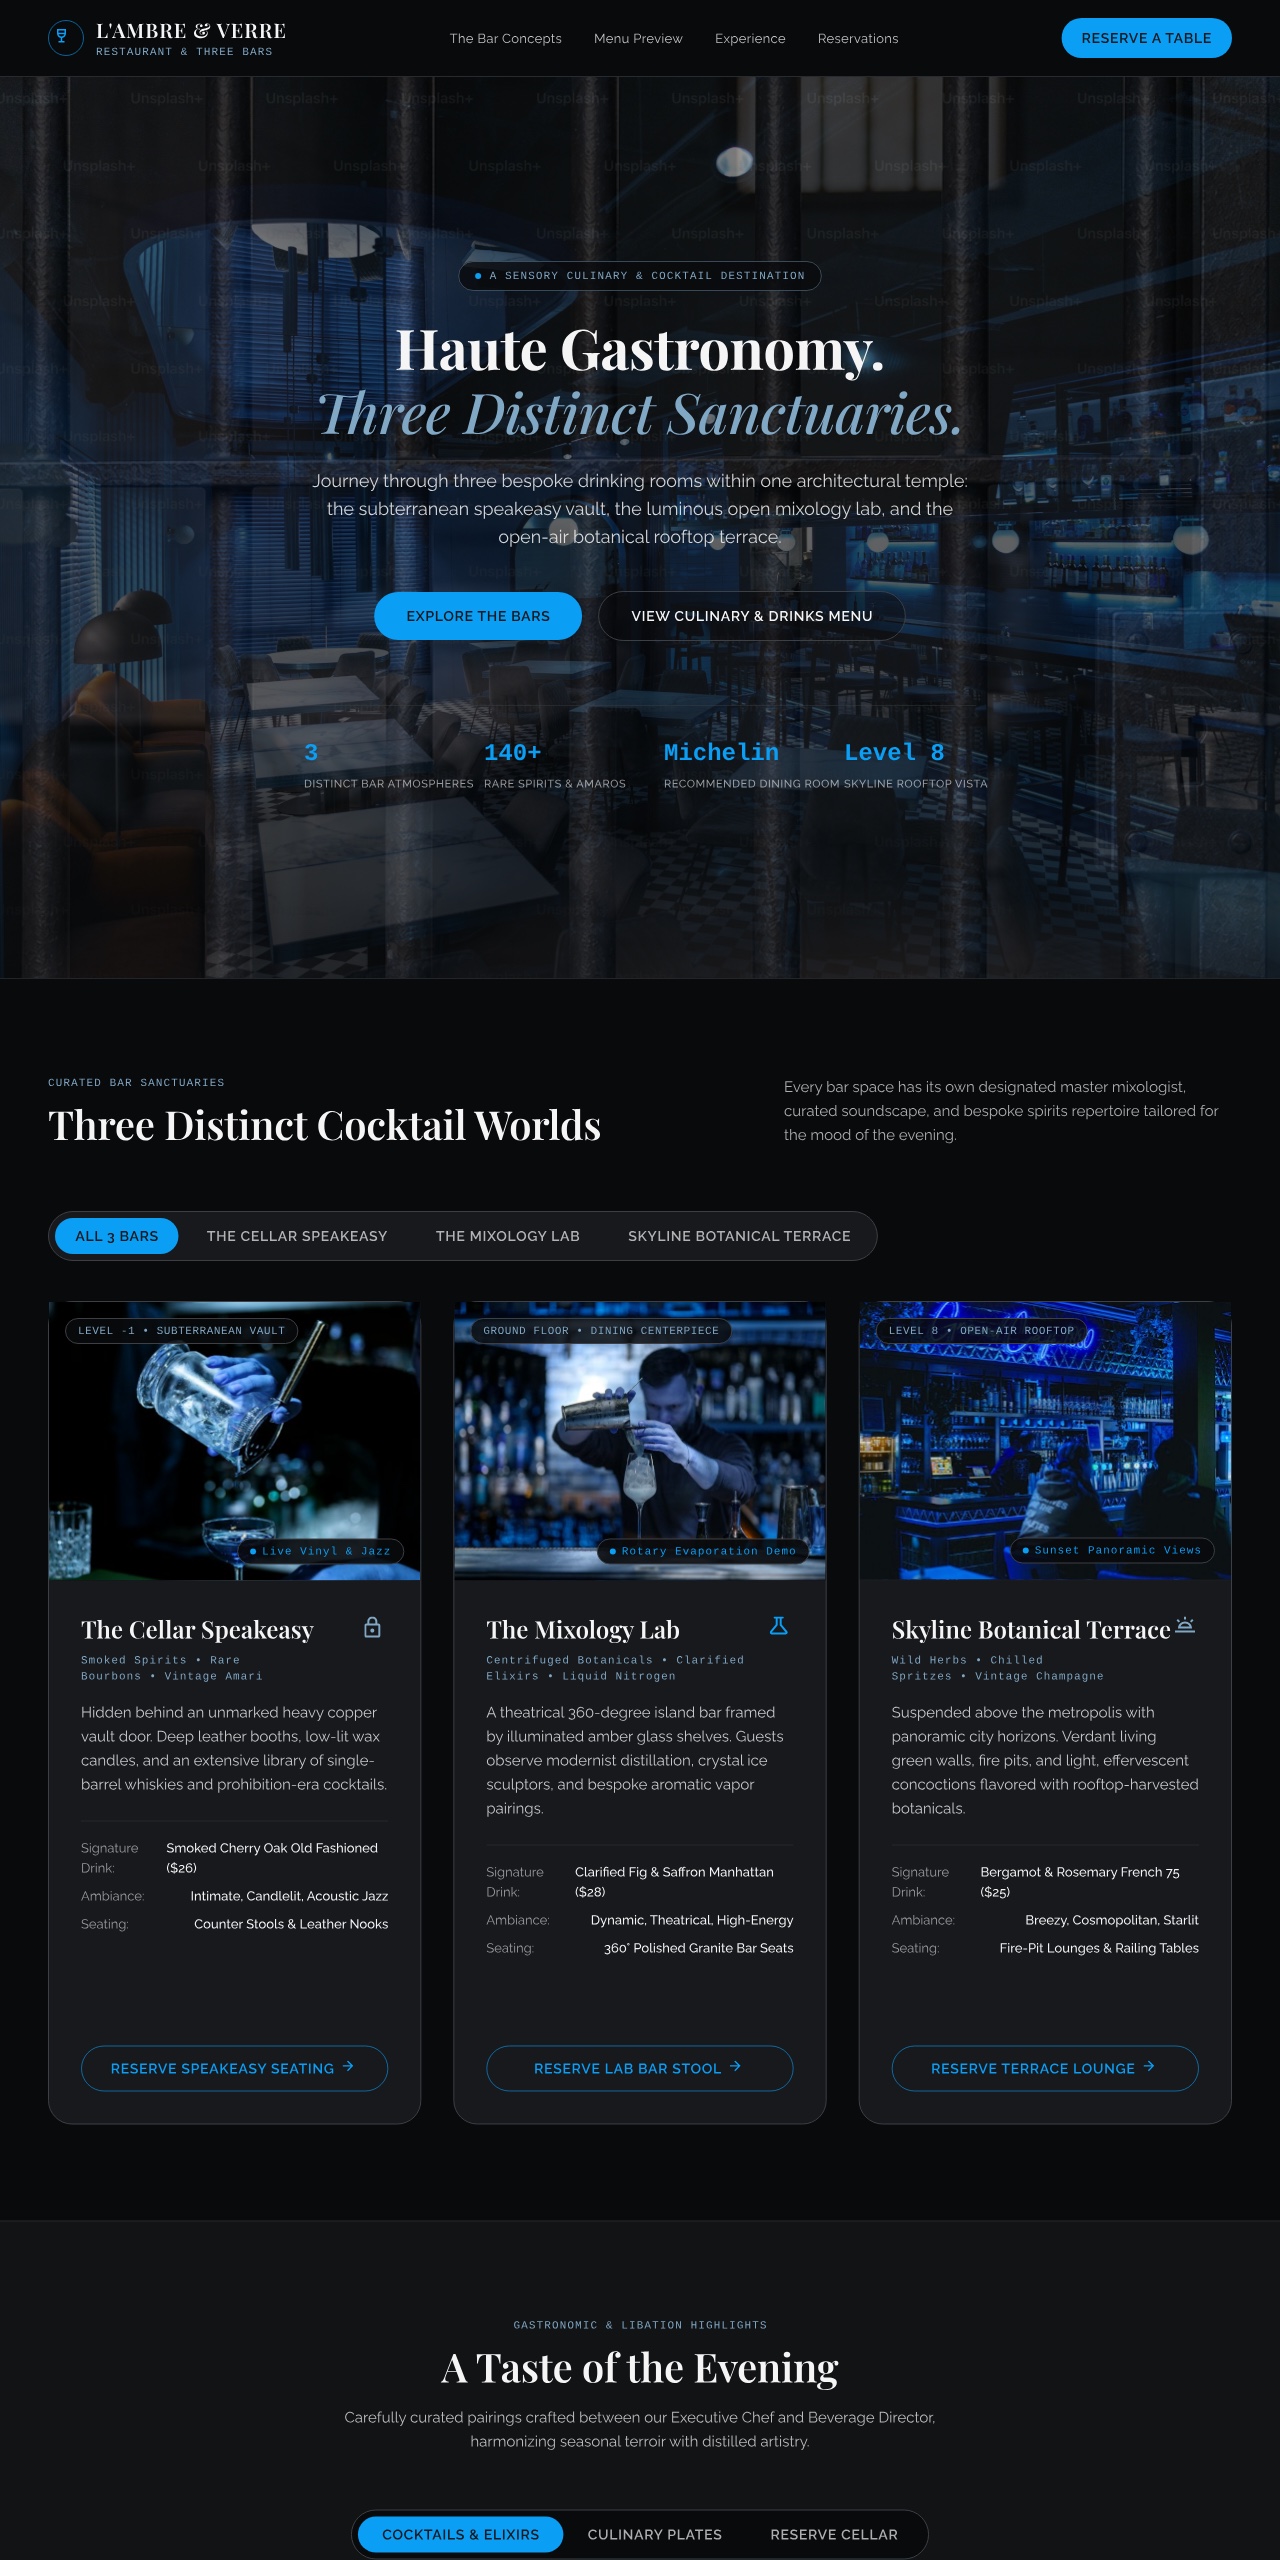 L'AMBRE & VERRE
RESTAURANT & THREE BARS
The Bar Concepts
Menu Preview
Experience
Reservations
RESERVE A TABLE
A SENSORY CULINARY & COCKTAIL DESTINATION
Haute Gastronomy.
Three Distinct Sanctuaries.
Journey through three bespoke drinking rooms within one architectural temple:
the subterranean speakeasy vault, the luminous open mixology lab, and the
open-air botanical rooftop terrace.
EXPLORE THE BARS
VIEW CULINARY & DRINKS MENU
3
DISTINCT BAR ATMOSPHERES
140+
RARE SPIRITS & AMAROS
Michelin
RECOMMENDED DINING ROOM
Level 8
SKYLINE ROOFTOP VISTA
CURATED BAR SANCTUARIES
Three Distinct Cocktail Worlds
Every bar space has its own designated master mixologist,
curated soundscape, and bespoke spirits repertoire tailored for
the mood of the evening.
ALL 3 BARS
THE CELLAR SPEAKEASY
THE MIXOLOGY LAB
SKYLINE BOTANICAL TERRACE
LEVEL -1 • SUBTERRANEAN VAULT
Live Vinyl & Jazz
The Cellar Speakeasy
Smoked Spirits • Rare
Bourbons • Vintage Amari
Hidden behind an unmarked heavy copper
vault door. Deep leather booths, low-lit wax
candles, and an extensive library of single-
barrel whiskies and prohibition-era cocktails.
Signature
Drink:
Smoked Cherry Oak Old Fashioned
($26)
Ambiance:
Intimate, Candlelit, Acoustic Jazz
Seating:
Counter Stools & Leather Nooks
RESERVE SPEAKEASY SEATING →
GROUND FLOOR • DINING CENTERPIECE
Rotary Evaporation Demo
The Mixology Lab
Centrifuged Botanicals • Clarified
Elixirs • Liquid Nitrogen
A theatrical 360-degree island bar framed
by illuminated amber glass shelves. Guests
observe modernist distillation, crystal ice
sculptors, and bespoke aromatic vapor
pairings.
Signature
Drink:
Clarified Fig & Saffron Manhattan
($28)
Ambiance:
Dynamic, Theatrical, High-Energy
Seating:
360° Polished Granite Bar Seats
RESERVE LAB BAR STOOL →
LEVEL 8 • OPEN-AIR ROOFTOP
Sunset Panoramic Views
Skyline Botanical Terrace
Wild Herbs • Chilled
Spritzes • Vintage Champagne
Suspended above the metropolis with
panoramic city horizons. Verdant living
green walls, fire pits, and light, effervescent
concoctions flavored with rooftop-harvested
botanicals.
Signature
Drink:
Bergamot & Rosemary French 75
($25)
Ambiance:
Breezy, Cosmopolitan, Starlit
Seating:
Fire-Pit Lounges & Railing Tables
RESERVE TERRACE LOUNGE →
GASTRONOMIC & LIBATION HIGHLIGHTS
A Taste of the Evening
Carefully curated pairings crafted between our Executive Chef and Beverage Director,
harmonizing seasonal terroir with distilled artistry.
COCKTAILS & ELIXIRS
CULINARY PLATES
RESERVE CELLAR